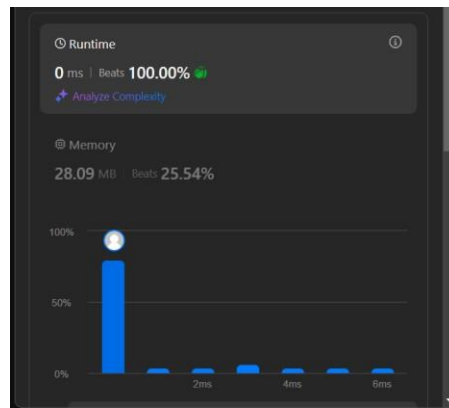 Runtime
0 ms | Beats 100.00%
Analyze Complexity
Memory
28.09 MB | Beats 25.54%
100%
50%
0%
2ms 4ms 6ms